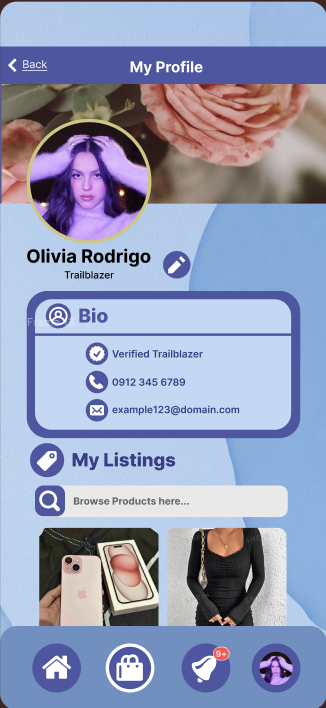 Back
My Profile
Olivia Rodrigo
Trailblazer
Bio
Verified Trailblazer
0912 345 6789
example123@domain.com
My Listings
Browse Products here...
9+